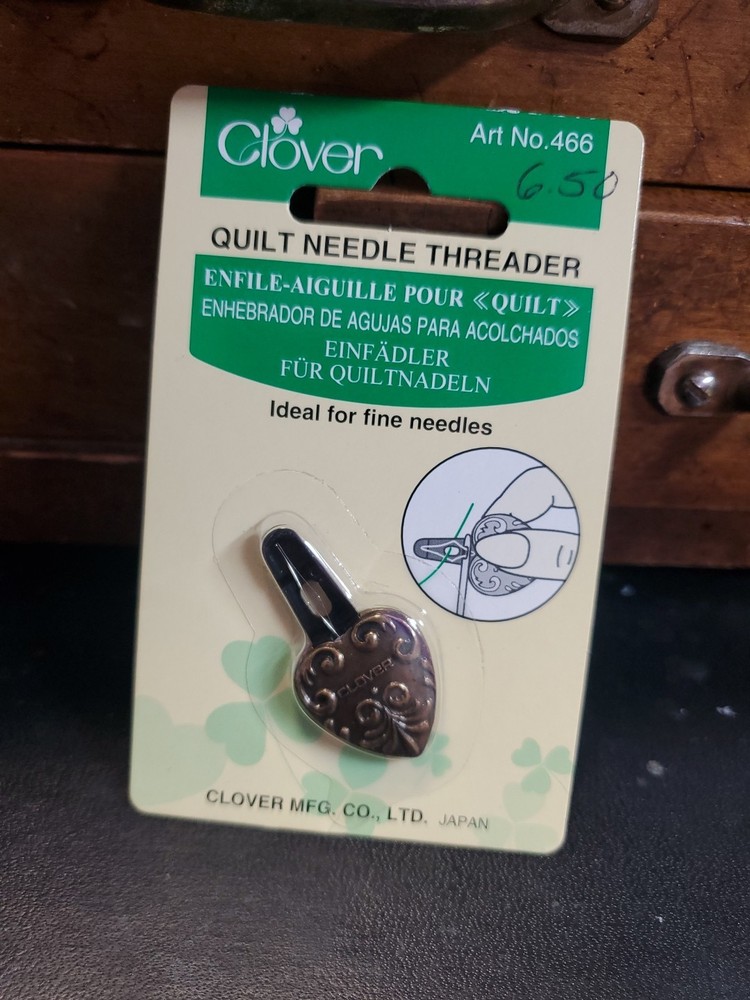 Clover
Art No.466
6.50
QUILT NEEDLE THREADER
ENFILE-AIGUILLE POUR «QUILT»
ENHEBRADOR DE AGUJAS PARA ACOLCHADOS
EINFÄDLER
FÜR QUILTNADELN
Ideal for fine needles
CLOVER
CLOVER MFG. CO., LTD. JAPAN